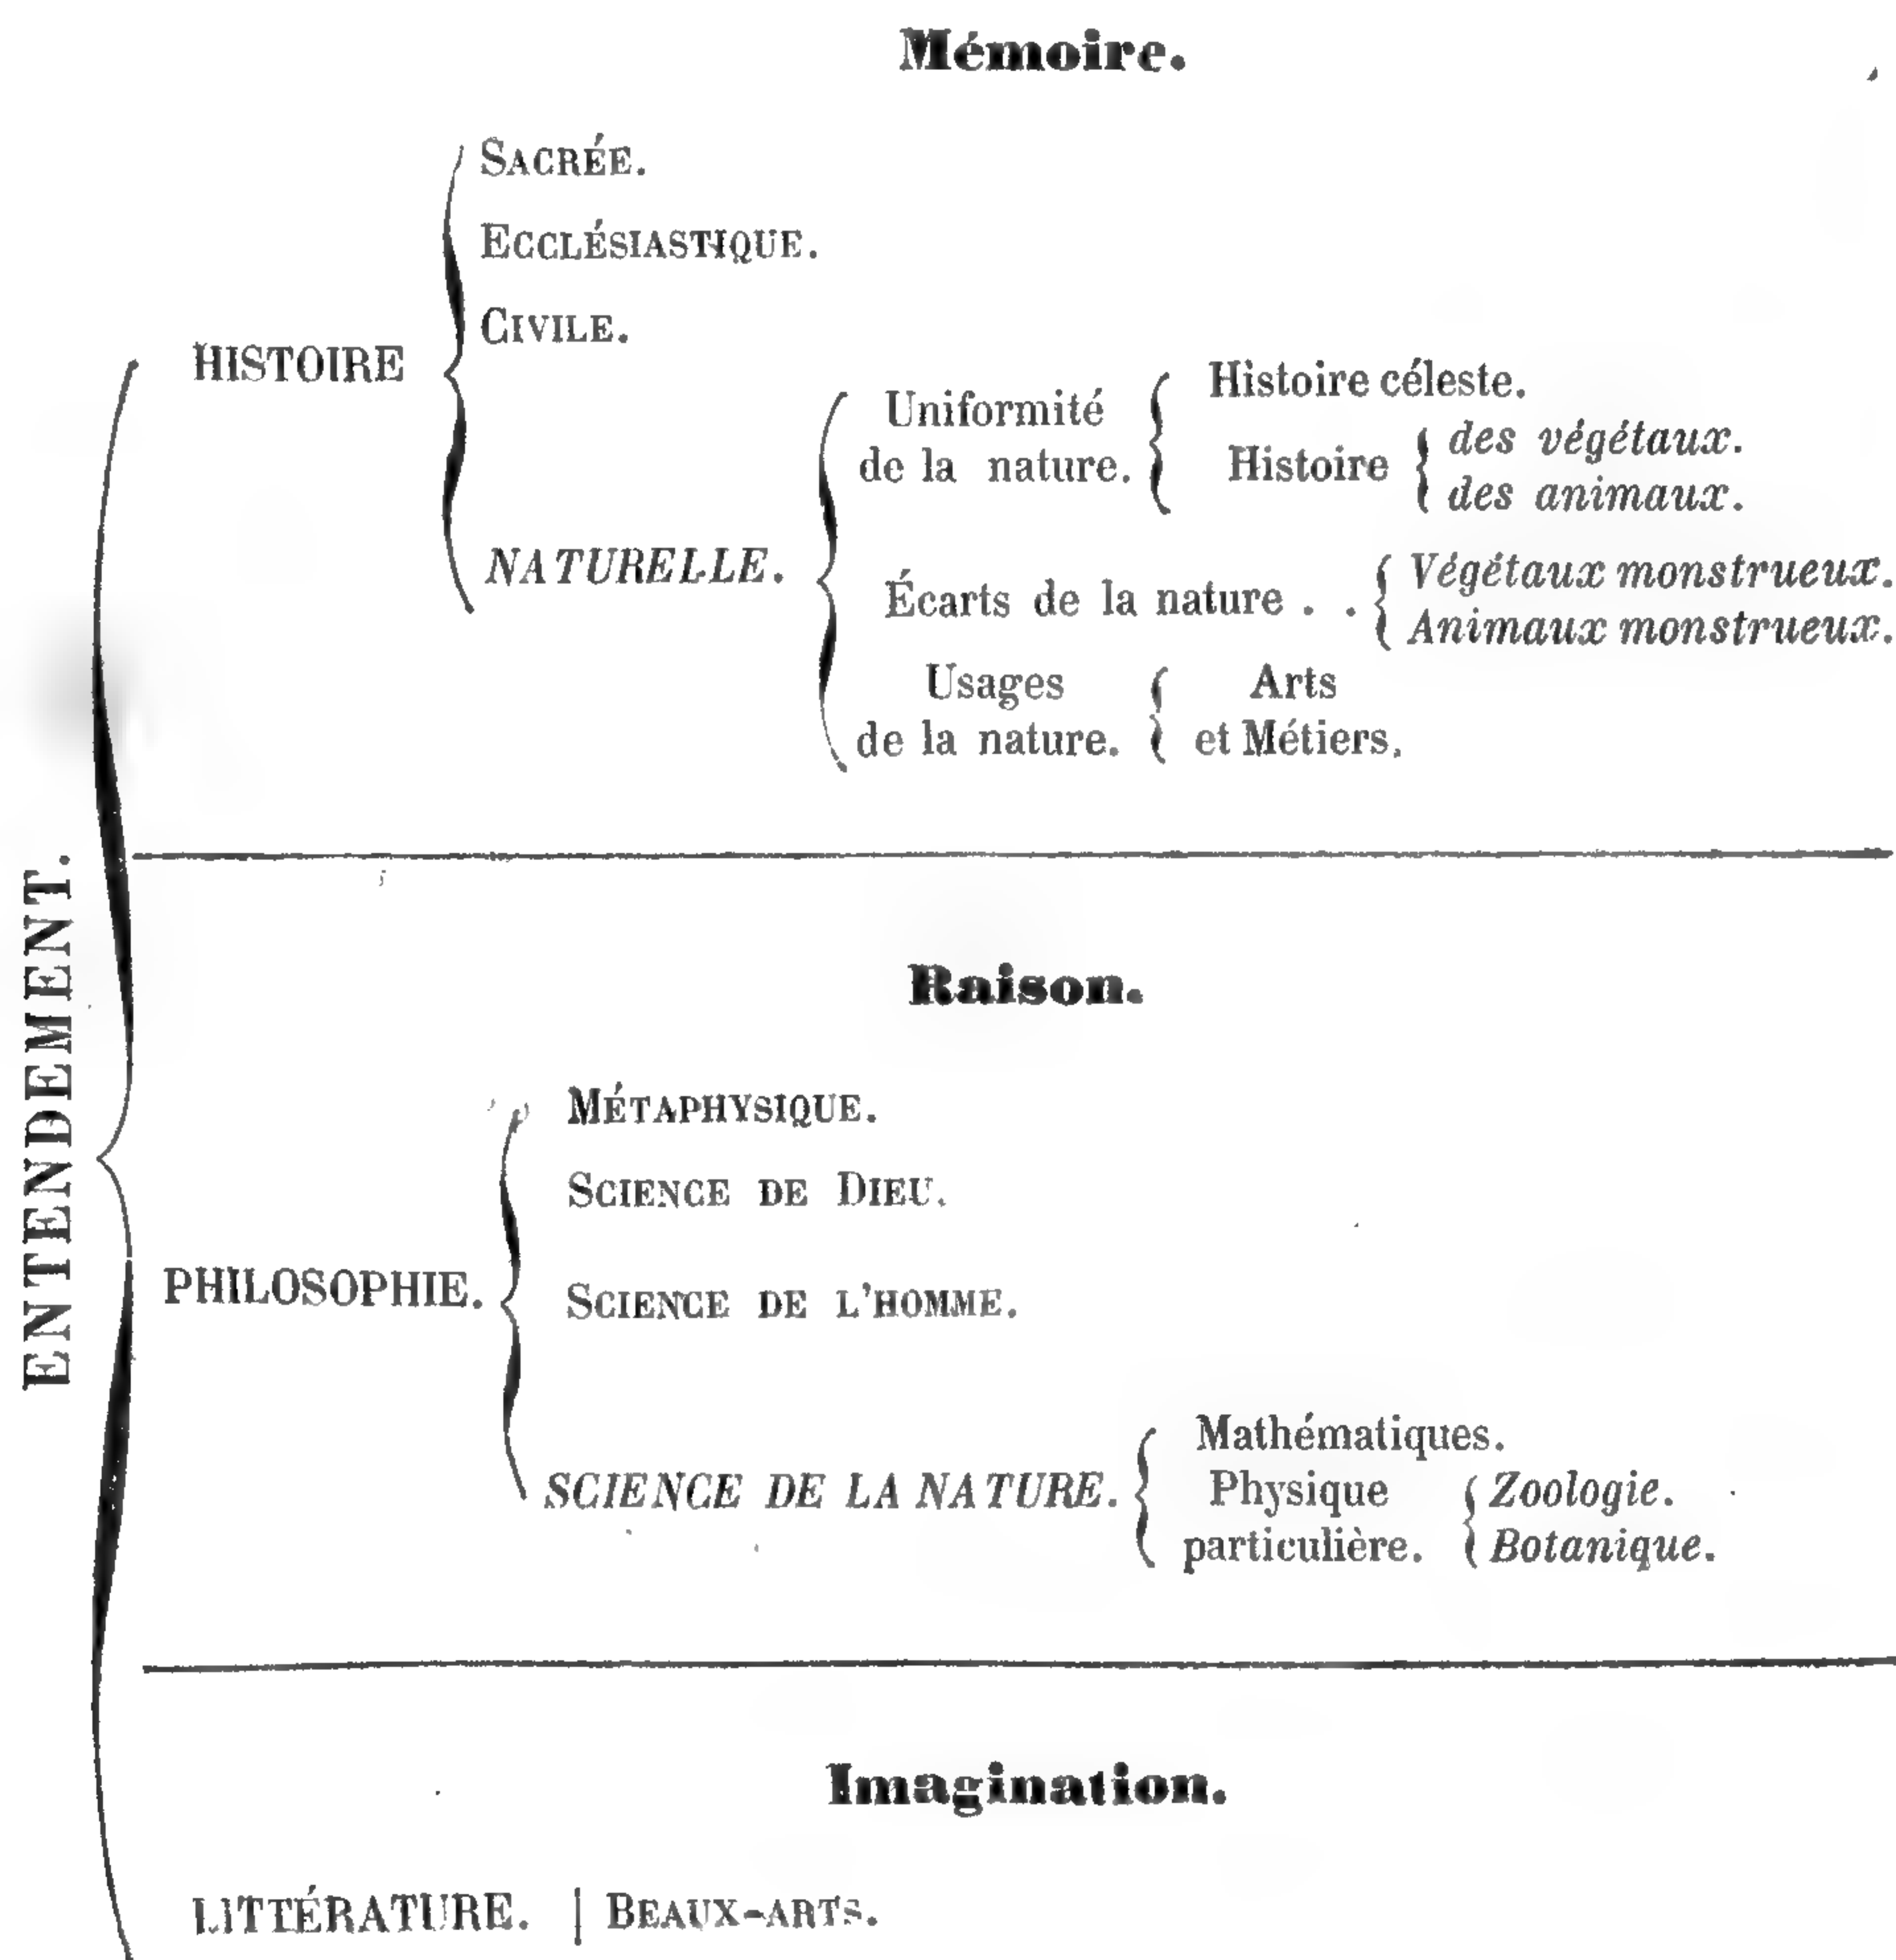 Mémoire.
SACRÉE.
ECCLÉSIASTIQUE.
CIVILE.
HISTOIRE
Uniformité
de la nature.
Histoire céleste.
Histoire
des végétaux.
des animaux.
NATURELLE.
Écarts de la nature . .
Végétaux monstrueux.
Animaux monstrueux.
Usages
de la nature.
Arts
et Métiers.
ENTENDEMENT.
Raison.
MÉTAPHYSIQUE.
SCIENCE DE DIEU.
PHILOSOPHIE.
SCIENCE DE L'HOMME.
SCIENCE DE LA NATURE.
Mathématiques.
Physique
particulière.
Zoologie.
Botanique.
Imagination.
LITTÉRATURE. | BEAUX-ARTS.